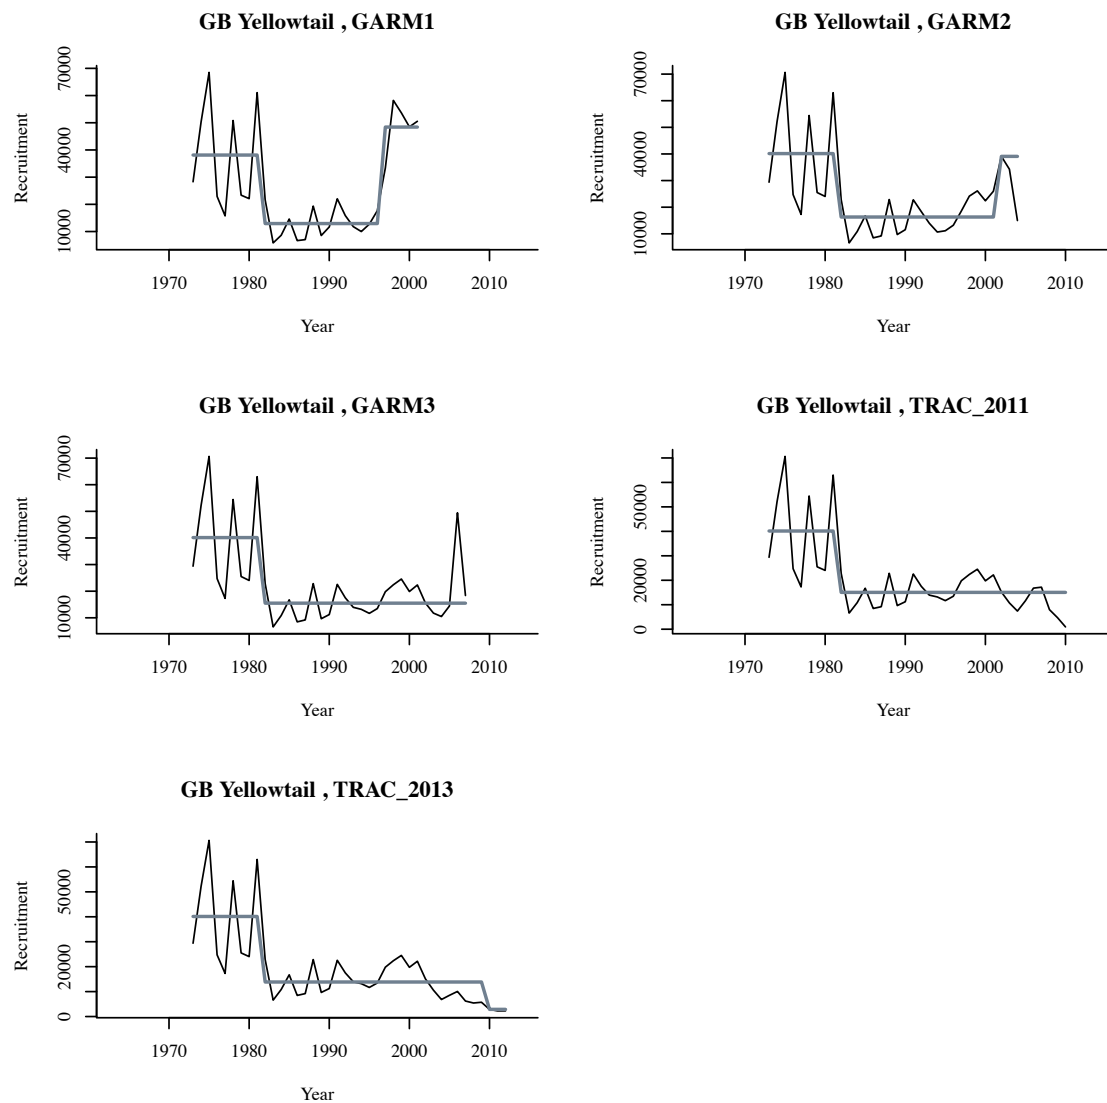 GB Yellowtail , GARM1
Recruitment
10000 40000 70000
1970 1980 1990 2000 2010
Year
GB Yellowtail , GARM2
Recruitment
10000 40000 70000
1970 1980 1990 2000 2010
Year
GB Yellowtail , GARM3
Recruitment
10000 40000 70000
1970 1980 1990 2000 2010
Year
GB Yellowtail , TRAC_2011
Recruitment
0 20000 50000
1970 1980 1990 2000 2010
Year
GB Yellowtail , TRAC_2013
Recruitment
0 20000 50000
1970 1980 1990 2000 2010
Year